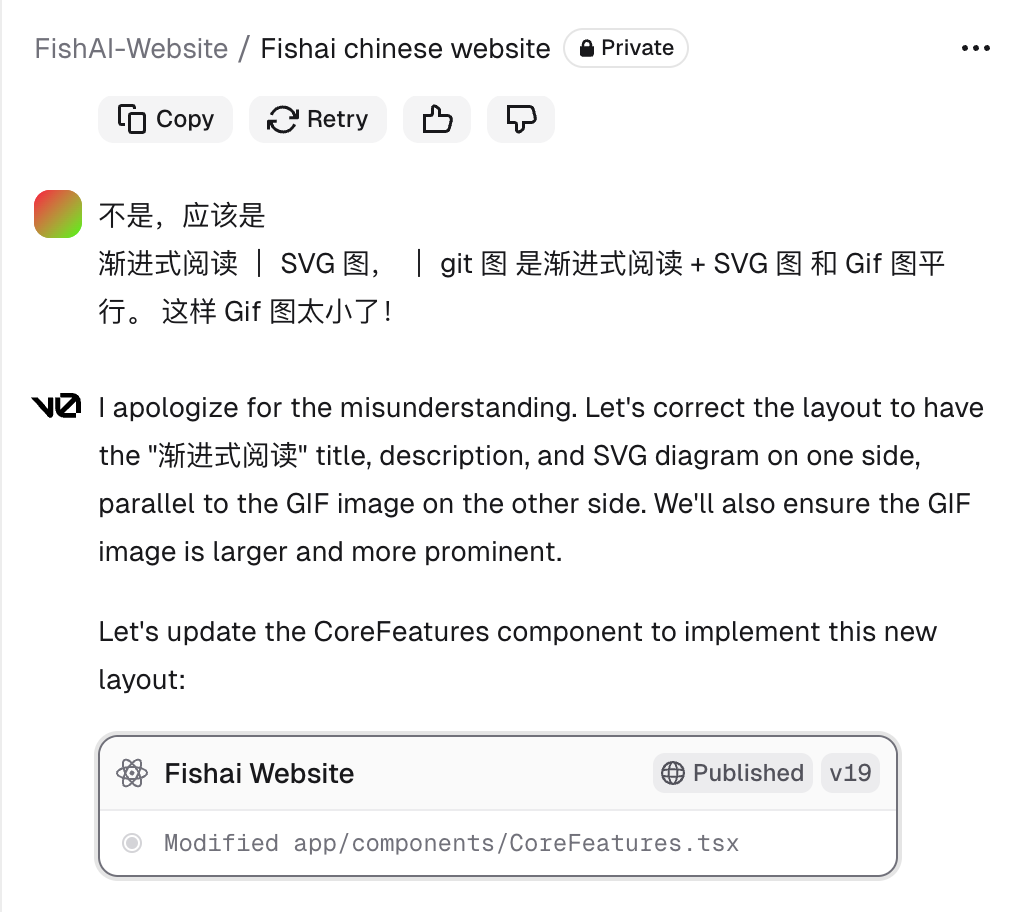 FishAI-Website / Fishai chinese website Private
Copy Retry
不是，应该是
渐进式阅读 ｜ SVG 图， ｜ git 图 是渐进式阅读 + SVG 图 和 Gif 图平
行。 这样 Gif 图太小了！
v0 I apologize for the misunderstanding. Let's correct the layout to have
the "渐进式阅读" title, description, and SVG diagram on one side,
parallel to the GIF image on the other side. We'll also ensure the GIF
image is larger and more prominent.
Let's update the CoreFeatures component to implement this new
layout:
Fishai Website Published v19
Modified app/components/CoreFeatures.tsx